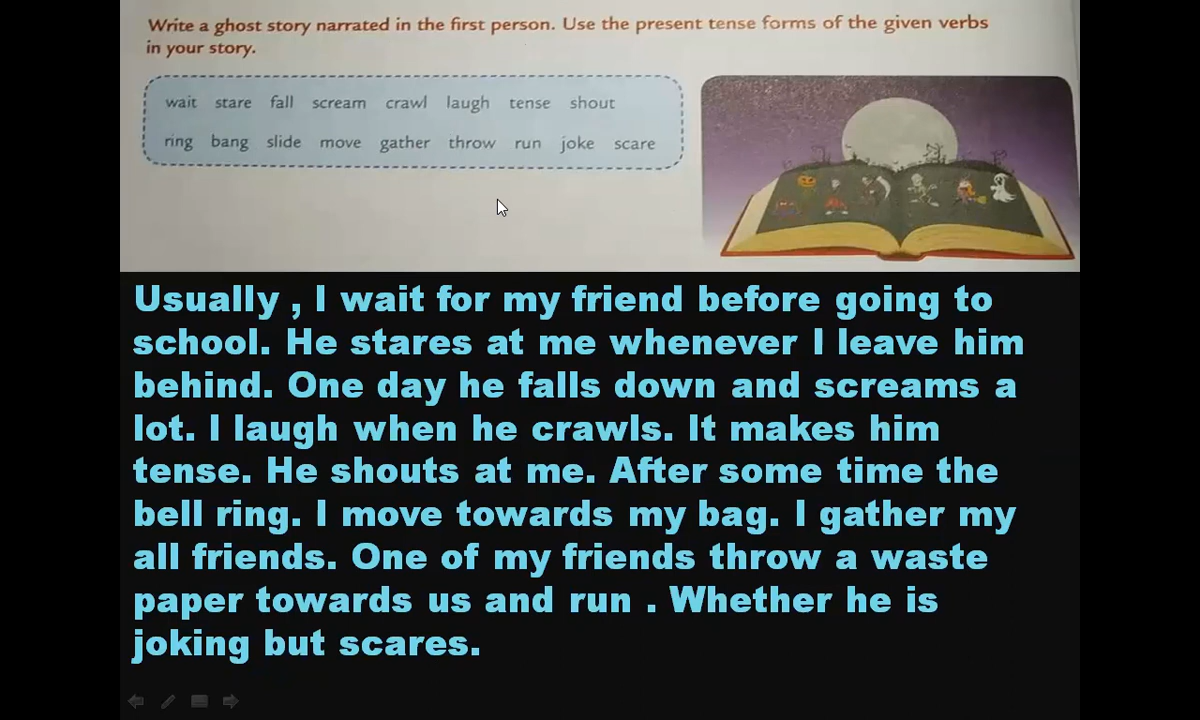 Write a ghost story narrated in the first person. Use the present tense forms of the given verbs
in your story.
wait stare fall scream crawl laugh tense shout
ring bang slide move gather throw run joke scare
Usually , I wait for my friend before going to
school. He stares at me whenever I leave him
behind. One day he falls down and screams a
lot. I laugh when he crawls. It makes him
tense. He shouts at me. After some time the
bell ring. I move towards my bag. I gather my
all friends. One of my friends throw a waste
paper towards us and run . Whether he is
joking but scares.